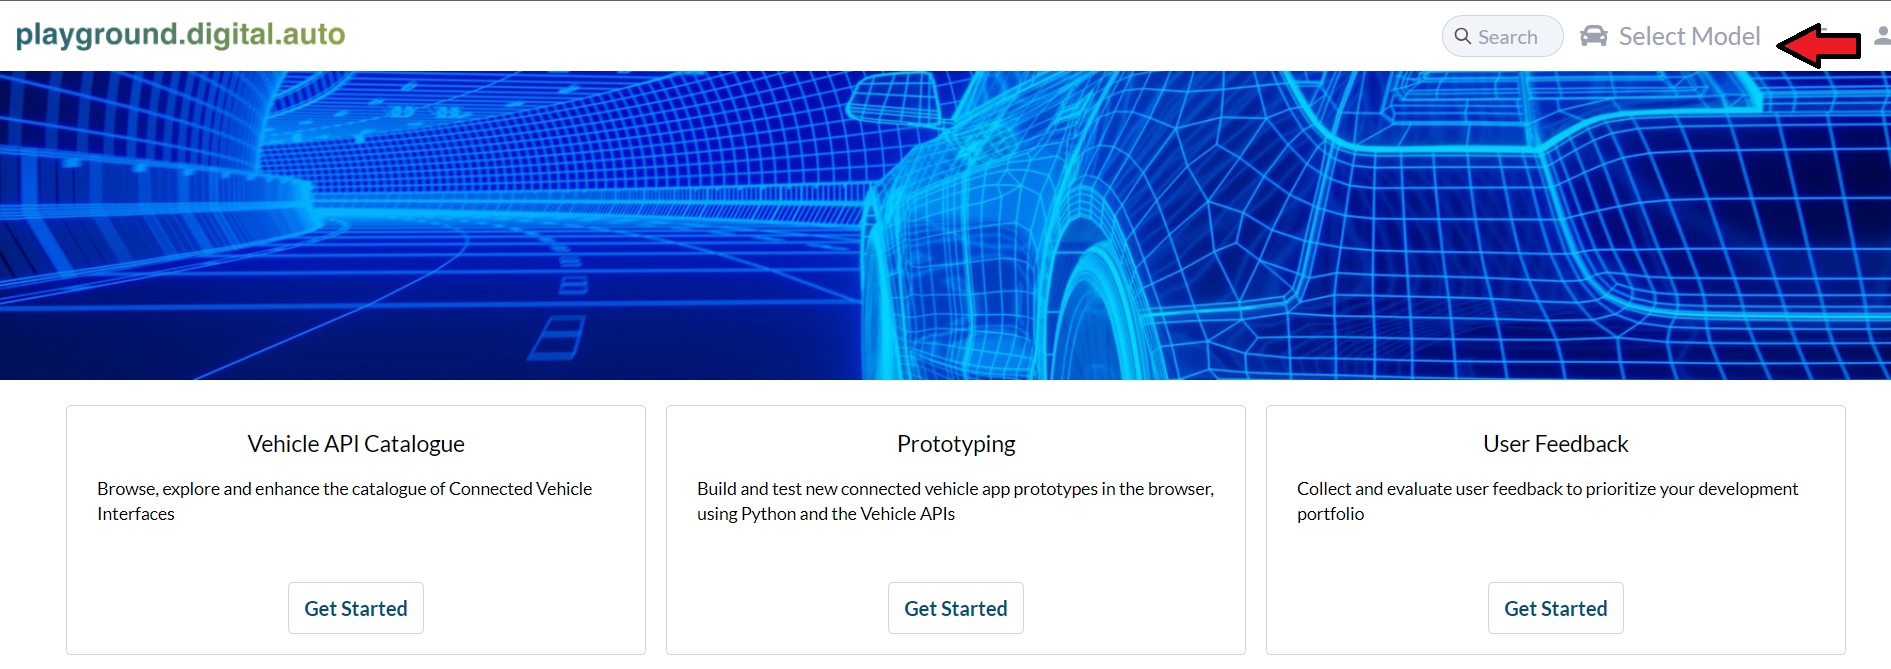 playground.digital.auto
Search
Select Model
Vehicle API Catalogue
Browse, explore and enhance the catalogue of Connected Vehicle
Interfaces
Get Started
Prototyping
Build and test new connected vehicle app prototypes in the browser,
using Python and the Vehicle APIs
Get Started
User Feedback
Collect and evaluate user feedback to prioritize your development
portfolio
Get Started